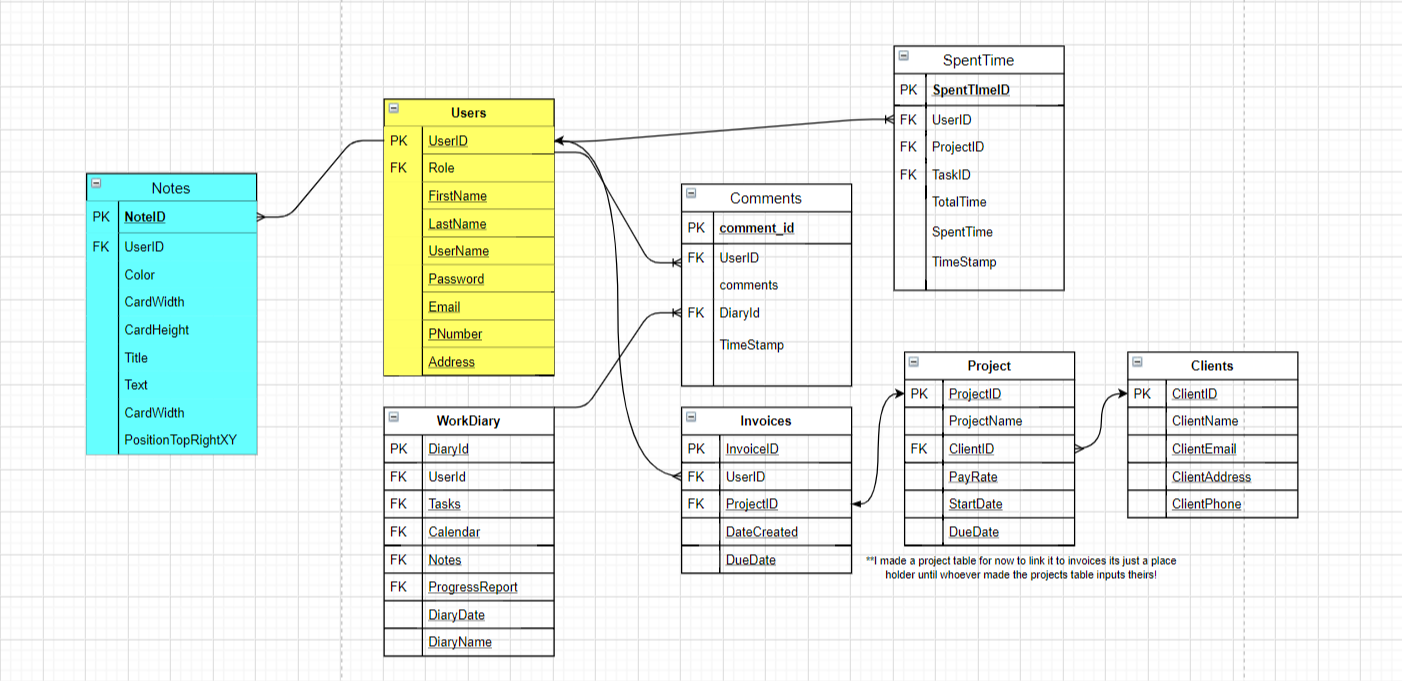 SpentTime
PK SpentTImeID
FK UserID
FK ProjectID
FK TaskID
TotalTime
SpentTime
TimeStamp
Users
PK UserID
FK Role
FirstName
LastName
UserName
Password
Email
PNumber
Address
Notes
PK NoteID
FK UserID
Color
CardWidth
CardHeight
Title
Text
CardWidth
PositionTopRightXY
Comments
PK comment_id
FK UserID
comments
FK DiaryId
TimeStamp
WorkDiary
PK DiaryId
FK UserId
FK Tasks
FK Calendar
FK Notes
FK ProgressReport
DiaryDate
DiaryName
Invoices
PK InvoiceID
FK UserID
FK ProjectID
DateCreated
DueDate
Project
PK ProjectID
ProjectName
FK ClientID
PayRate
StartDate
DueDate
Clients
PK ClientID
ClientName
ClientEmail
ClientAddress
ClientPhone
**I made a project table for now to link it to invoices its just a place
holder until whoever made the projects table inputs theirs!